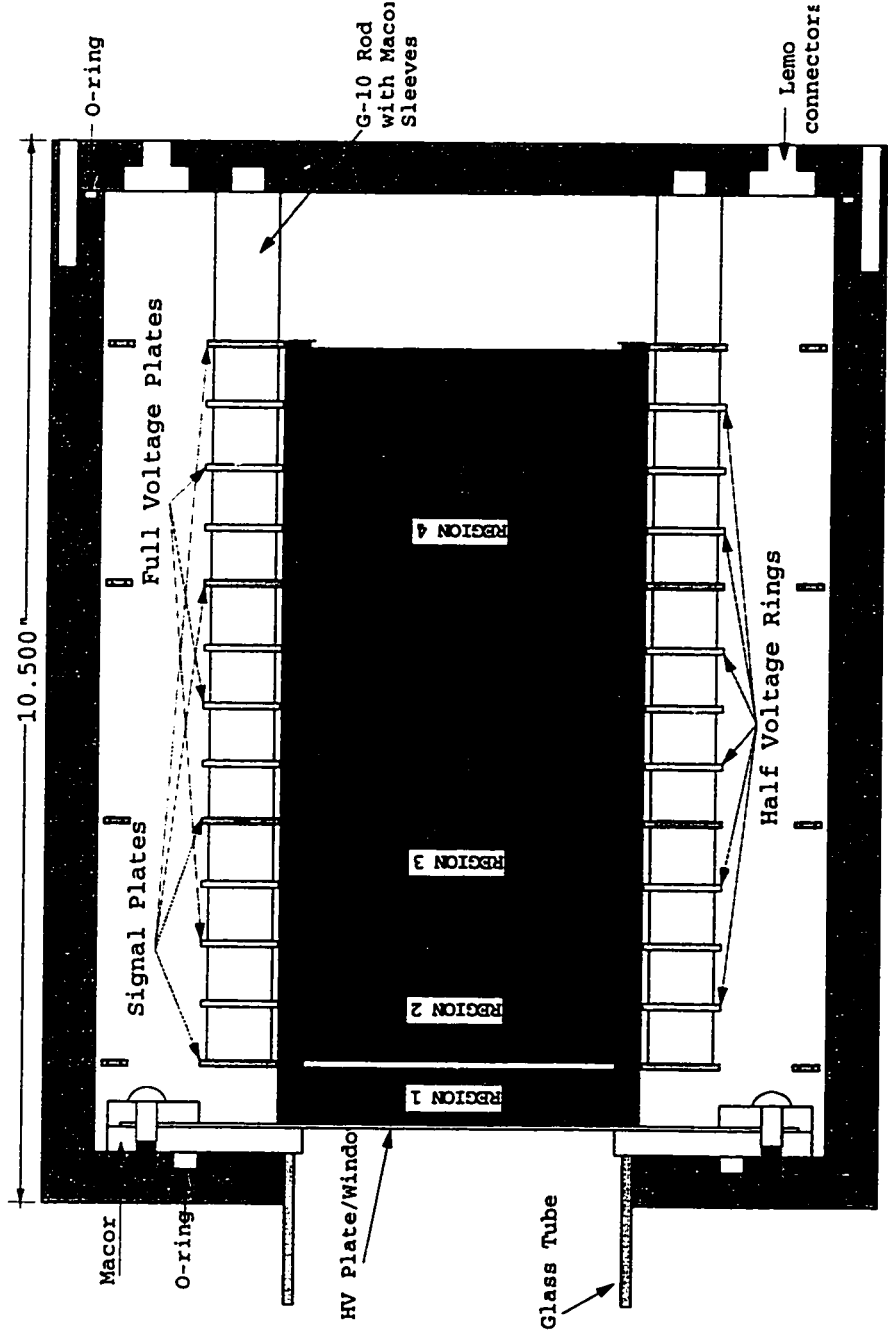 O-ring
G-10 Rod
with Macor
Sleeves
Lemo
connectors
10.500"
Full Voltage Plates
Signal Plates
REGION 4
REGION 3
REGION 2
REGION 1
Half Voltage Rings
Macor
O-ring
HV Plate/Windo
Glass Tube